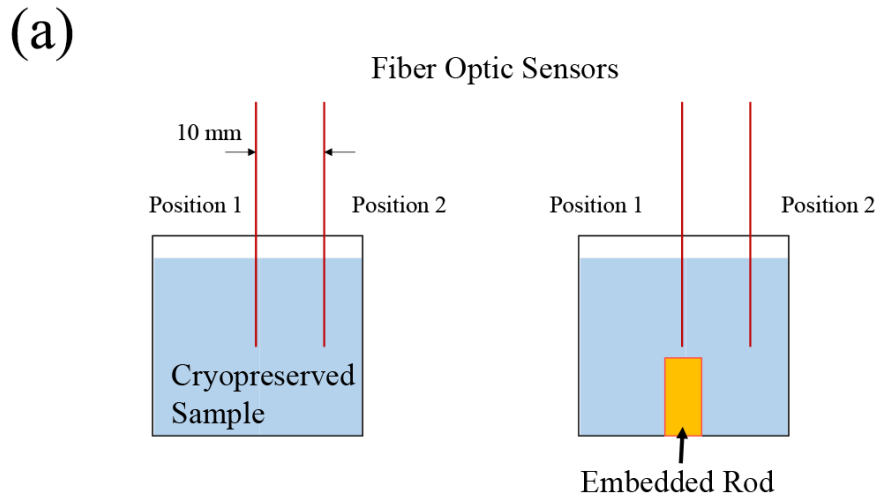 (a)
Fiber Optic Sensors
10 mm
Position 1
Position 2
Position 1
Position 2
Cryopreserved
Sample
Embedded Rod